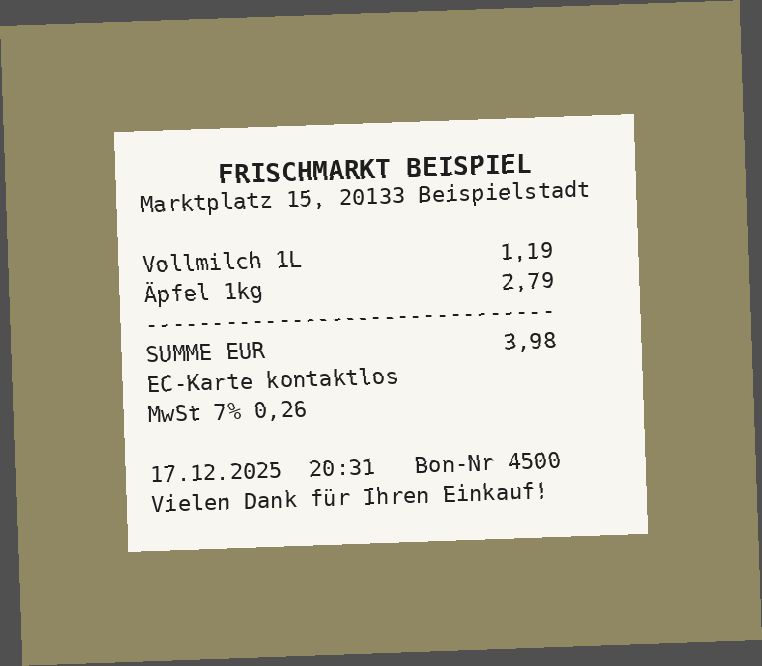 FRISCHMARKT BEISPIEL
Marktplatz 15, 20133 Beispielstadt
Vollmilch 1L 1,19
Äpfel 1kg 2,79
-------------------------------
SUMME EUR 3,98
EC-Karte kontaktlos
MwSt 7% 0,26
17.12.2025 20:31 Bon-Nr 4500
Vielen Dank für Ihren Einkauf!